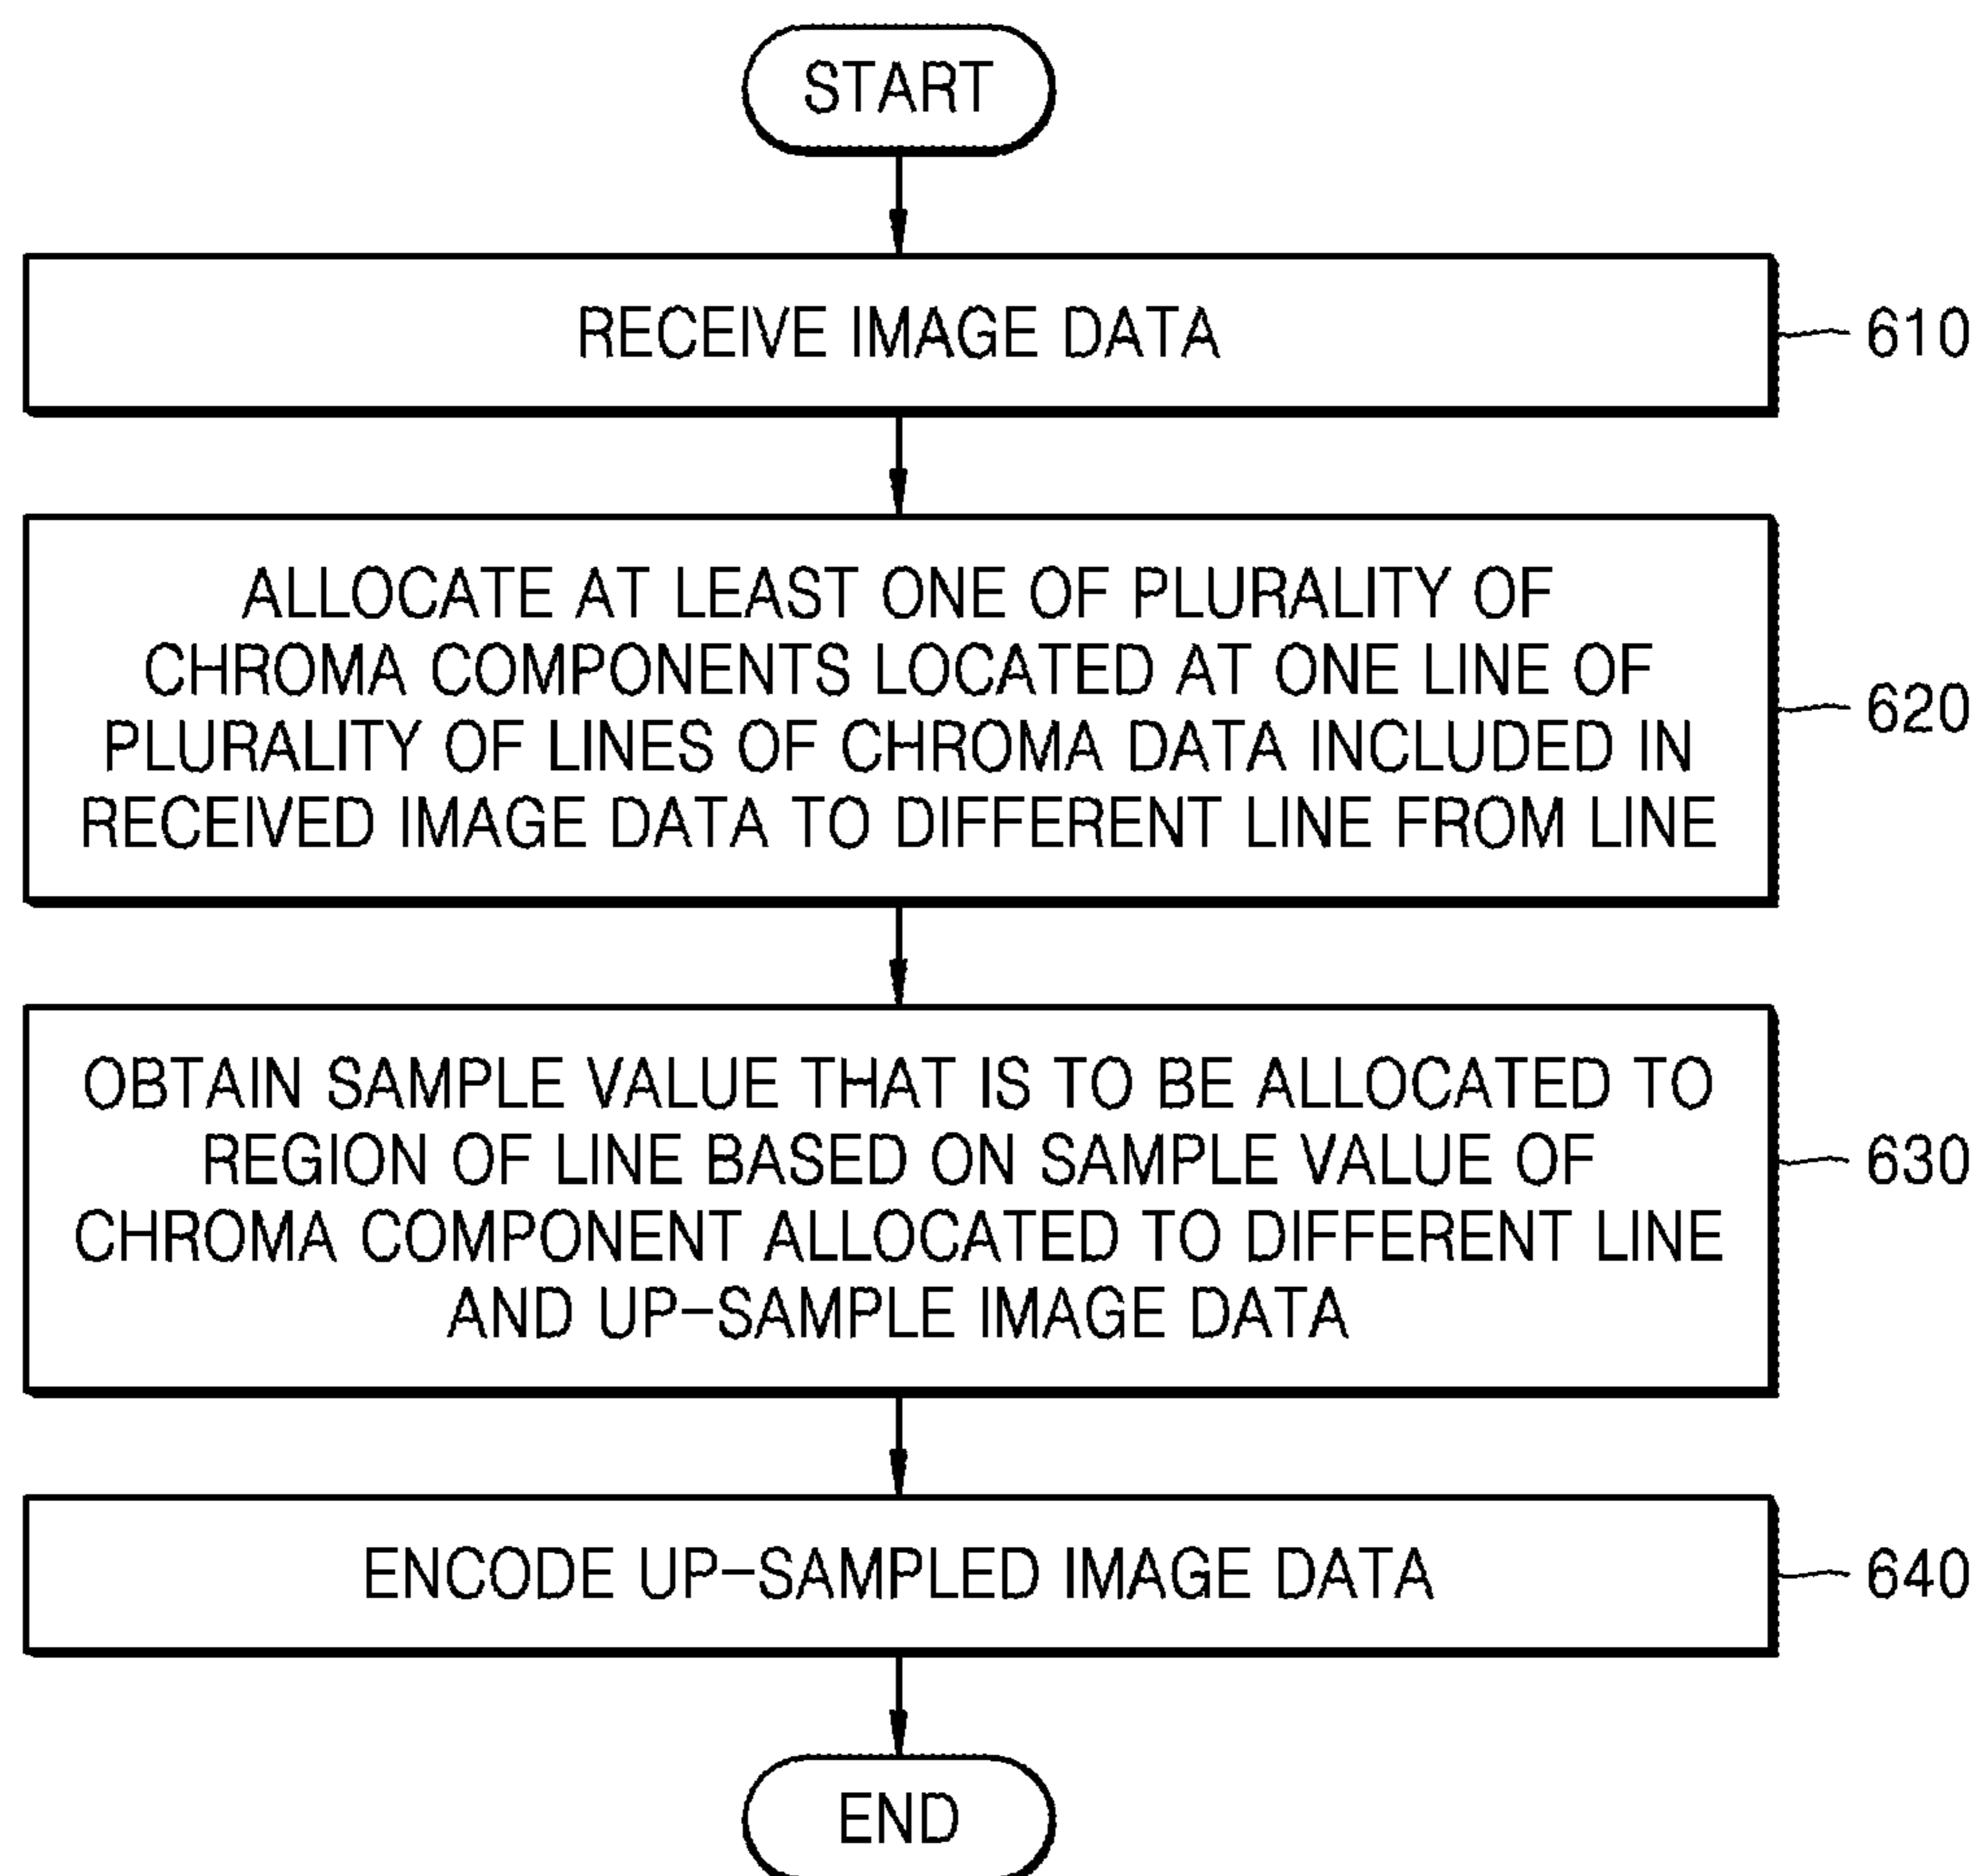 START
RECEIVE IMAGE DATA
610
ALLOCATE AT LEAST ONE OF PLURALITY OF
CHROMA COMPONENTS LOCATED AT ONE LINE OF
PLURALITY OF LINES OF CHROMA DATA INCLUDED IN
RECEIVED IMAGE DATA TO DIFFERENT LINE FROM LINE
620
OBTAIN SAMPLE VALUE THAT IS TO BE ALLOCATED TO
REGION OF LINE BASED ON SAMPLE VALUE OF
CHROMA COMPONENT ALLOCATED TO DIFFERENT LINE
AND UP-SAMPLE IMAGE DATA
630
ENCODE UP-SAMPLED IMAGE DATA
640
END